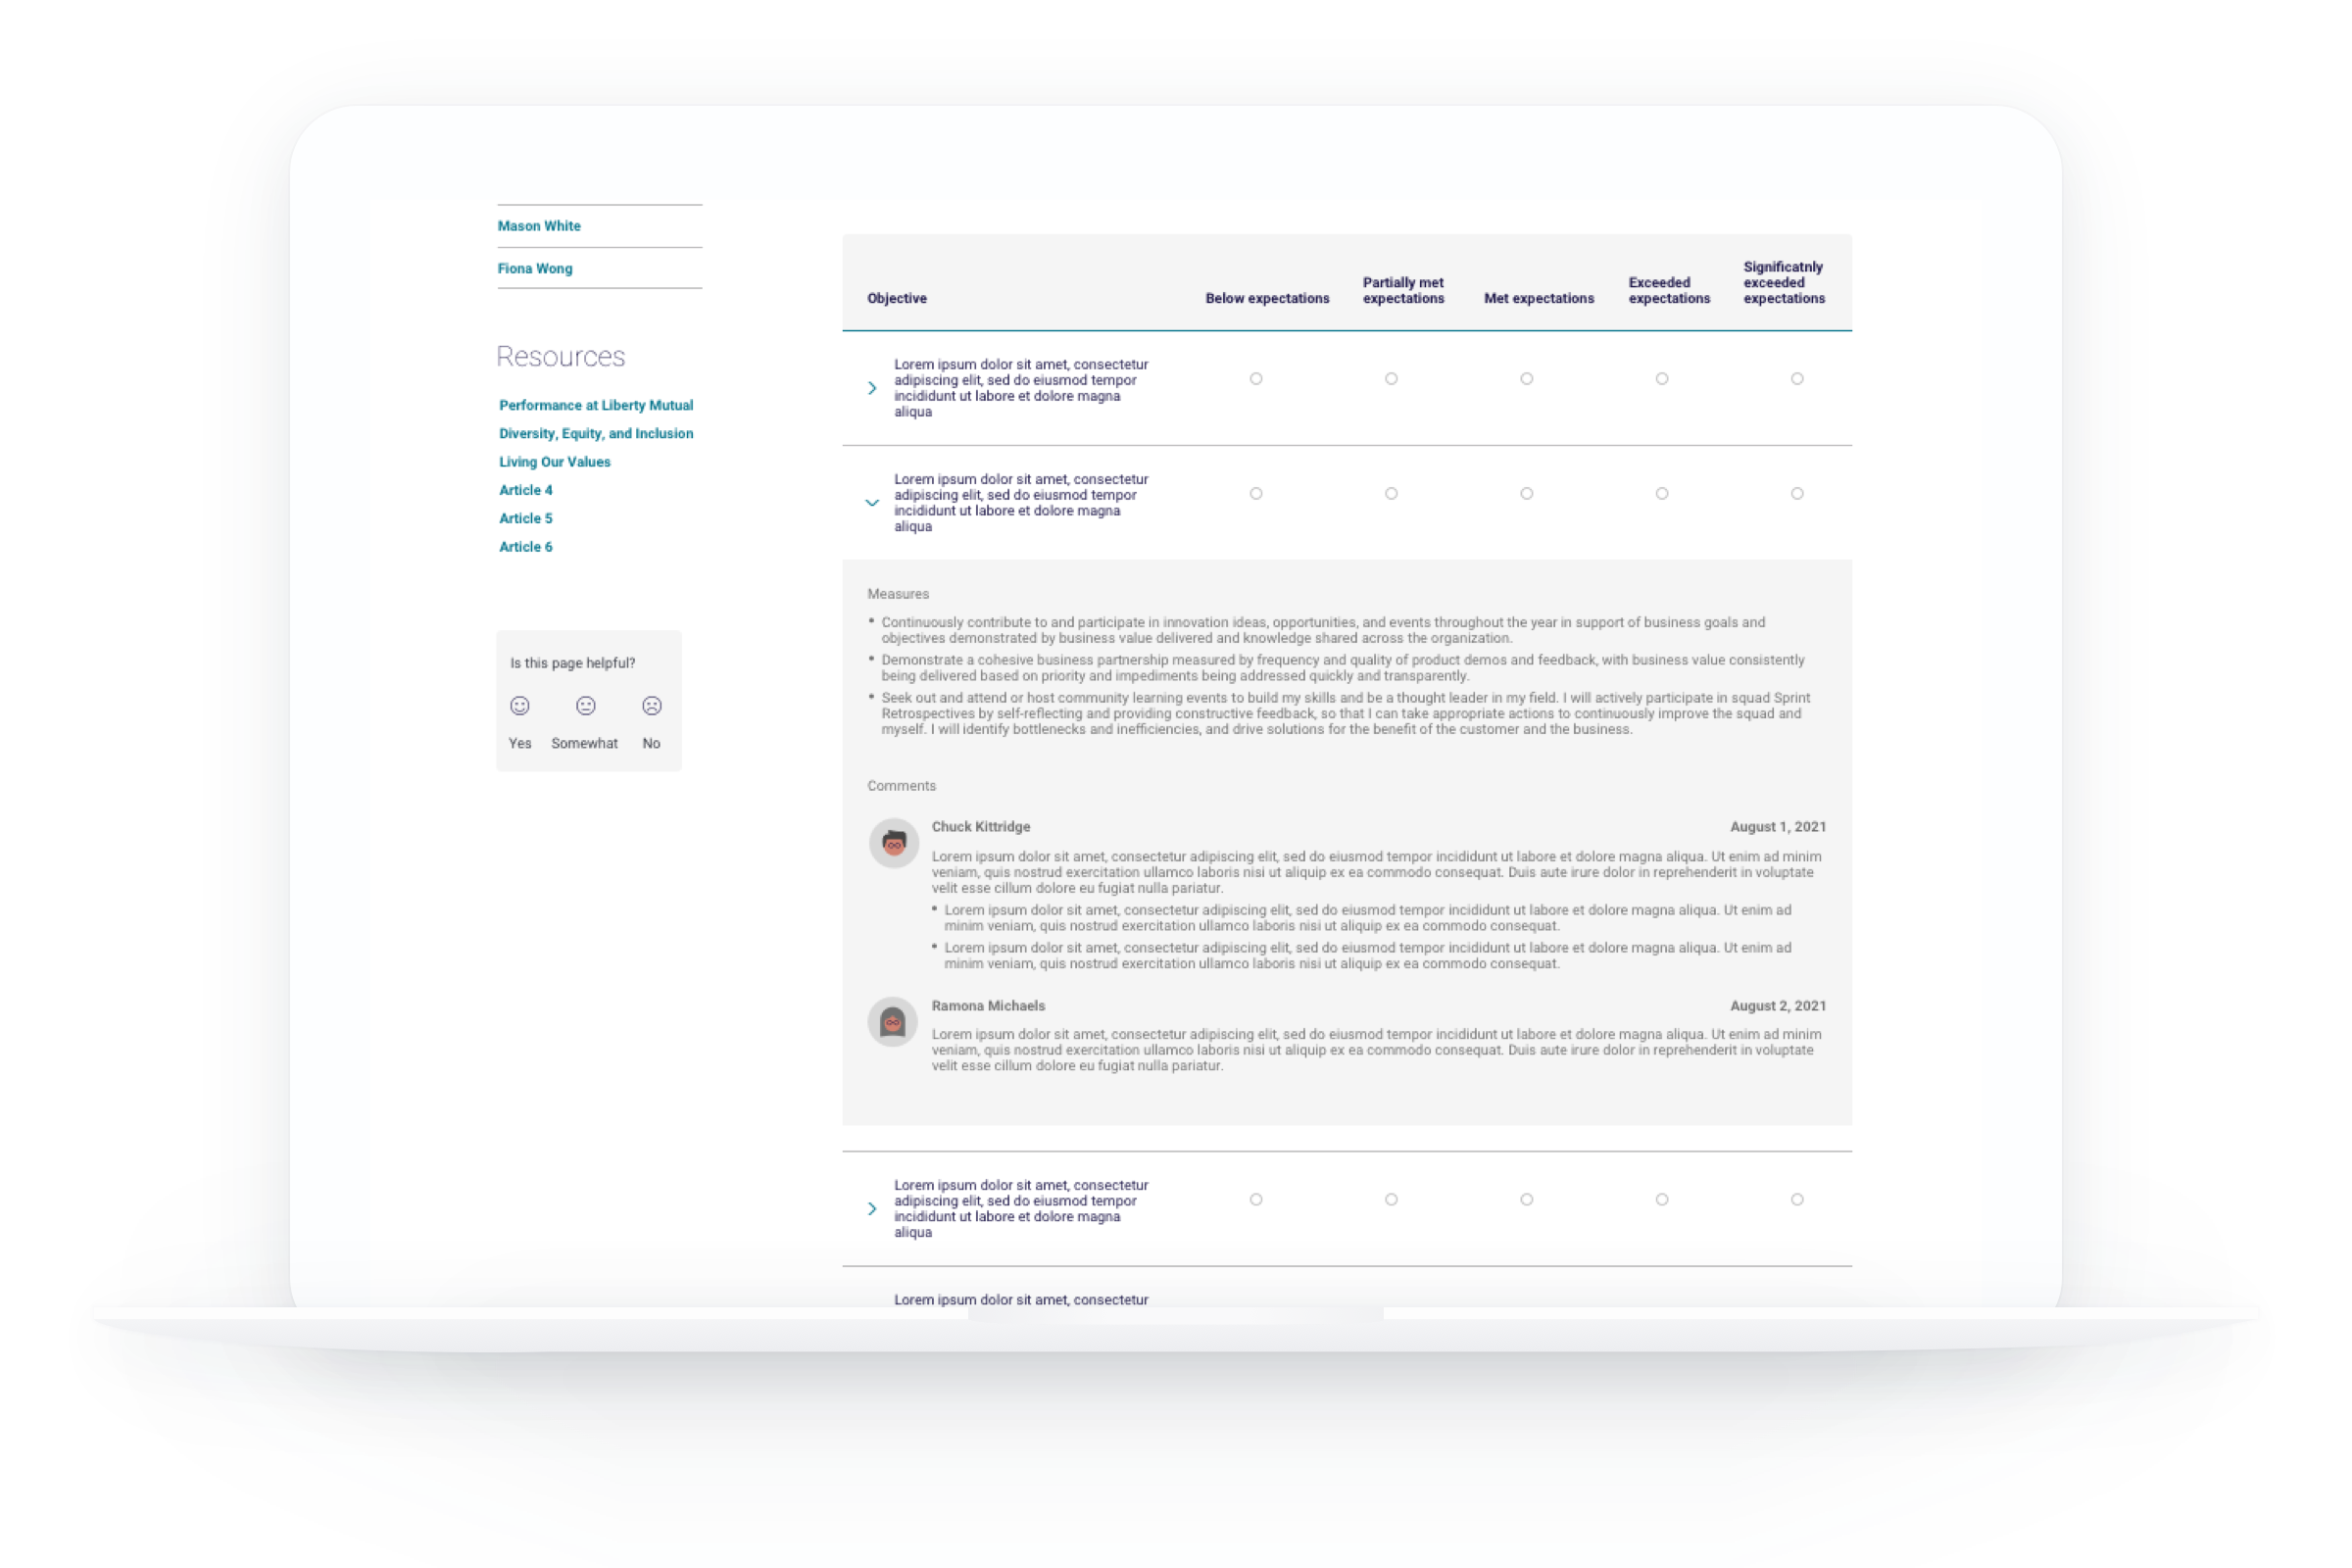 Mason White
Fiona Wong
Resources
Performance at Liberty Mutual
Diversity, Equity, and Inclusion
Living Our Values
Article 4
Article 5
Article 6
Is this page helpful?
Yes Somewhat No
Objective
Below expectations
Partially met
expectations
Met expectations
Exceeded
expectations
Significatnly
exceeded
expectations
Lorem ipsum dolor sit amet, consectetur
adipiscing elit, sed do eiusmod tempor
incididunt ut labore et dolore magna
aliqua
Lorem ipsum dolor sit amet, consectetur
adipiscing elit, sed do eiusmod tempor
incididunt ut labore et dolore magna
aliqua
Measures
• Continuously contribute to and participate in innovation ideas, opportunities, and events throughout the year in support of business goals and
objectives demonstrated by business value delivered and knowledge shared across the organization.
• Demonstrate a cohesive business partnership measured by frequency and quality of product demos and feedback, with business value consistently
being delivered based on priority and impediments being addressed quickly and transparently.
• Seek out and attend or host community learning events to build my skills and be a thought leader in my field. I will actively participate in squad Sprint
Retrospectives by self-reflecting and providing constructive feedback, so that I can take appropriate actions to continuously improve the squad and
myself. I will identify bottlenecks and inefficiencies, and drive solutions for the benefit of the customer and the business.
Comments
Chuck Kittridge August 1, 2021
Lorem ipsum dolor sit amet, consectetur adipiscing elit, sed do eiusmod tempor incididunt ut labore et dolore magna aliqua. Ut enim ad minim
veniam, quis nostrud exercitation ullamco laboris nisi ut aliquip ex ea commodo consequat. Duis aute irure dolor in reprehenderit in voluptate
velit esse cillum dolore eu fugiat nulla pariatur.
• Lorem ipsum dolor sit amet, consectetur adipiscing elit, sed do eiusmod tempor incididunt ut labore et dolore magna aliqua. Ut enim ad
minim veniam, quis nostrud exercitation ullamco laboris nisi ut aliquip ex ea commodo consequat.
• Lorem ipsum dolor sit amet, consectetur adipiscing elit, sed do eiusmod tempor incididunt ut labore et dolore magna aliqua. Ut enim ad
minim veniam, quis nostrud exercitation ullamco laboris nisi ut aliquip ex ea commodo consequat.
Ramona Michaels August 2, 2021
Lorem ipsum dolor sit amet, consectetur adipiscing elit, sed do eiusmod tempor incididunt ut labore et dolore magna aliqua. Ut enim ad minim
veniam, quis nostrud exercitation ullamco laboris nisi ut aliquip ex ea commodo consequat. Duis aute irure dolor in reprehenderit in voluptate
velit esse cillum dolore eu fugiat nulla pariatur.
Lorem ipsum dolor sit amet, consectetur
adipiscing elit, sed do eiusmod tempor
incididunt ut labore et dolore magna
aliqua
Lorem ipsum dolor sit amet, consectetur